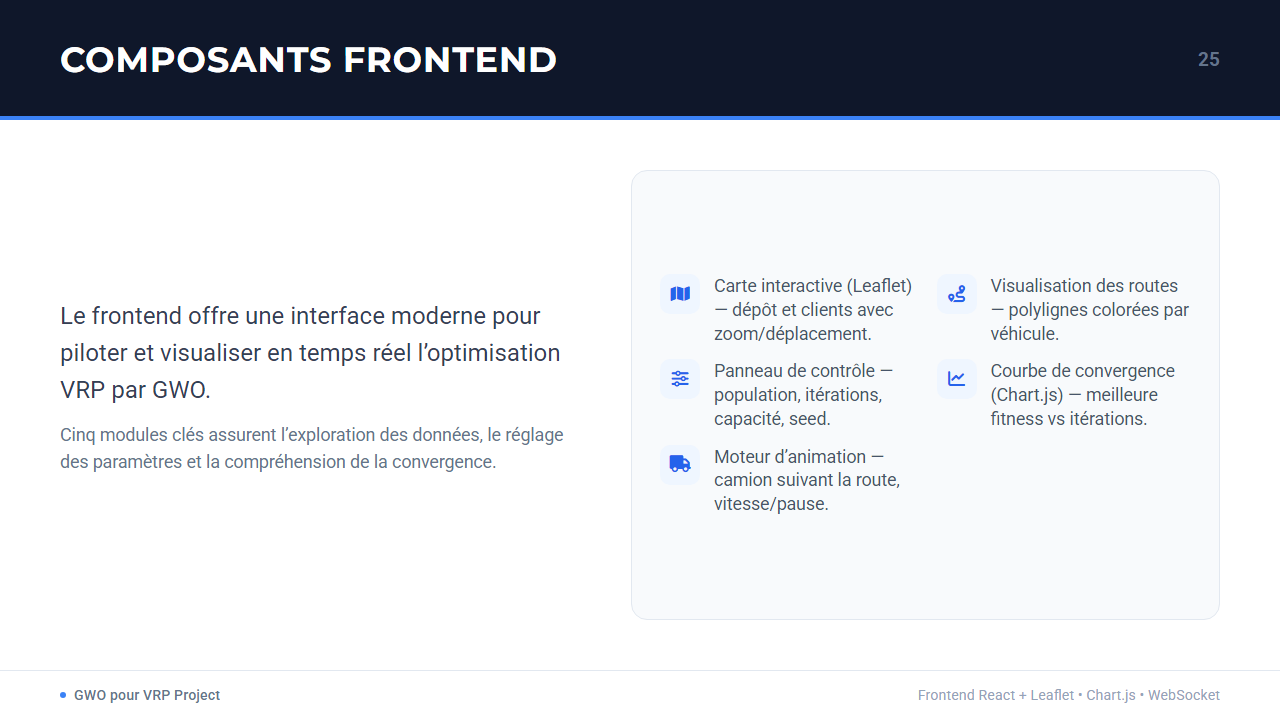 COMPOSANTS FRONTEND
25
Le frontend offre une interface moderne pour
piloter et visualiser en temps réel l’optimisation
VRP par GWO.
Cinq modules clés assurent l’exploration des données, le réglage
des paramètres et la compréhension de la convergence.
Carte interactive (Leaflet)
— dépôt et clients avec
zoom/déplacement.
Visualisation des routes
— polylignes colorées par
véhicule.
Panneau de contrôle —
population, itérations,
capacité, seed.
Courbe de convergence
(Chart.js) — meilleure
fitness vs itérations.
Moteur d’animation —
camion suivant la route,
vitesse/pause.
GWO pour VRP Project
Frontend React + Leaflet • Chart.js • WebSocket